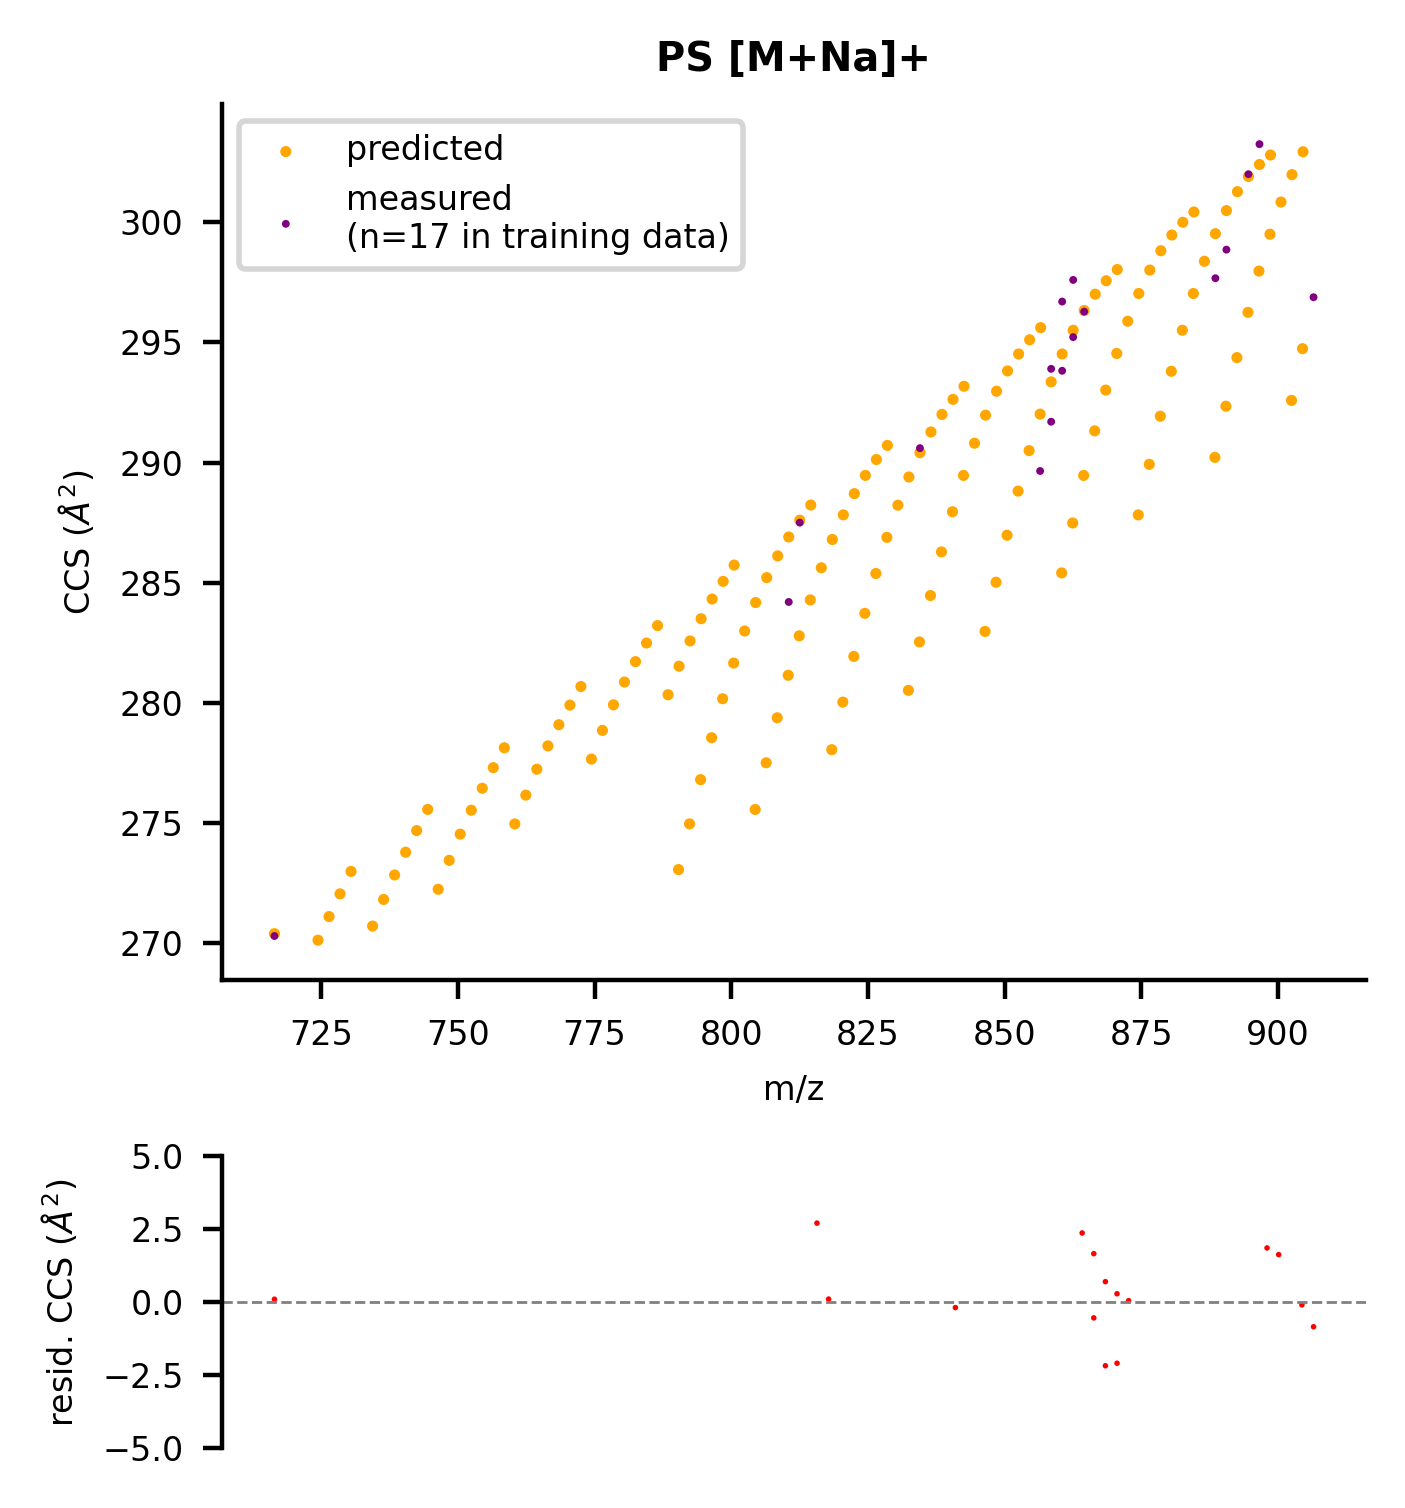 PS [M+Na]+
predicted
measured
(n=17 in training data)
CCS (Å²)
300
295
290
285
280
275
270
725 750 775 800 825 850 875 900
m/z
resid. CCS (Å²)
5.0
2.5
0.0
−2.5
−5.0